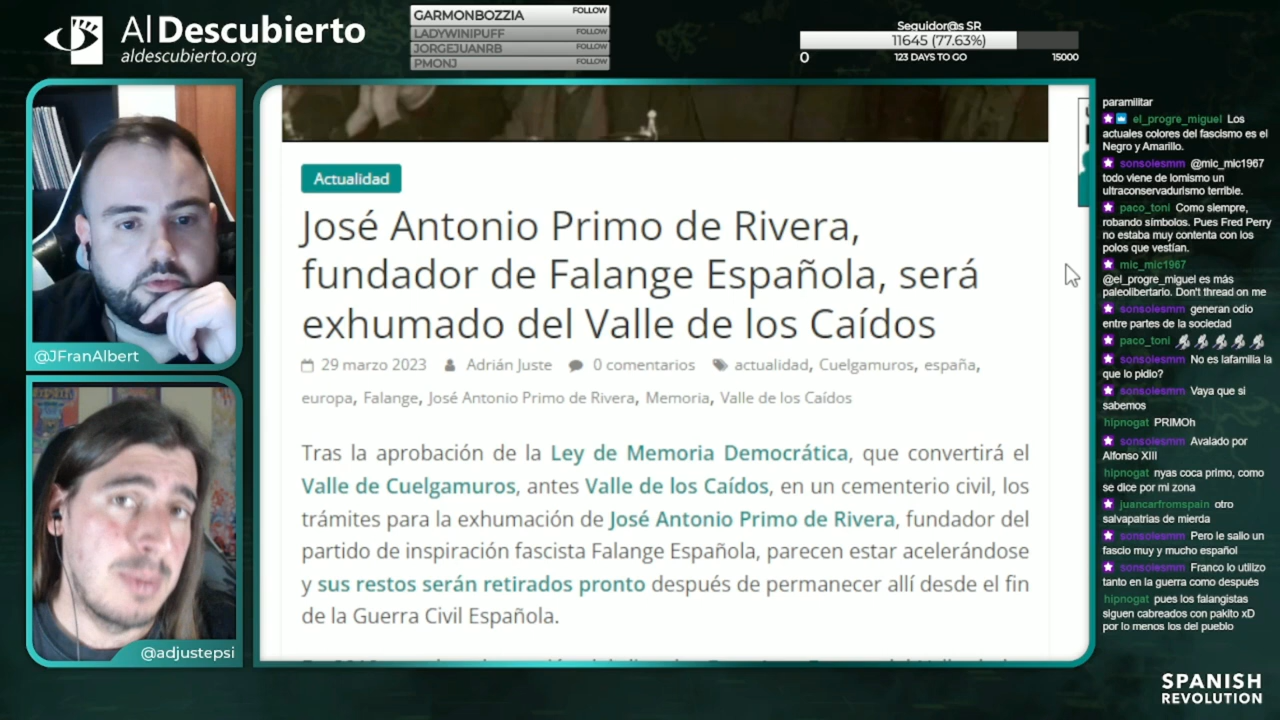 Al Descubierto
aldescubierto.org
GARMONBOZZIA FOLLOW
LADYWINIPUFF FOLLOW
JORGEJUANRB FOLLOW
PMONJ FOLLOW
Seguidor@s SR
11645 (77.63%)
0 123 DAYS TO GO 15000
@JFranAlbert
@adjustepsi
Actualidad
José Antonio Primo de Rivera,
fundador de Falange Española, será
exhumado del Valle de los Caídos
29 marzo 2023 Adrián Juste 0 comentarios actualidad, Cuelgamuros, españa,
europa, Falange, José Antonio Primo de Rivera, Memoria, Valle de los Caídos
Tras la aprobación de la Ley de Memoria Democrática, que convertirá el
Valle de Cuelgamuros, antes Valle de los Caídos, en un cementerio civil, los
trámites para la exhumación de José Antonio Primo de Rivera, fundador del
partido de inspiración fascista Falange Española, parecen estar acelerándose
y sus restos serán retirados pronto después de permanecer allí desde el fin
de la Guerra Civil Española.
paramilitar
el_progre_miguel Los
actuales colores del fascismo es el
Negro y Amarillo.
sonsolesmm @mic_mic1967
todo viene de lomismo un
ultraconservadurismo terrible.
paco_toni Como siempre,
robando símbolos. Pues Fred Perry
no estaba muy contenta con los
polos que vestían.
mic_mic1967
@el_progre_miguel es más
paleolibertario. Don't thread on me
sonsolesmm generan odio
entre partes de la sociedad
paco_toni
sonsolesmm No es lafamilia la
que lo pidio?
sonsolesmm Vaya que si
sabemos
hipnogat PRIMOh
sonsolesmm Avalado por
Alfonso XIII
hipnogat nyas coca primo, como
se dice por mi zona
juancarfromspain otro
salvapatrias de mierda
sonsolesmm Pero le sallo un
fascio muy y mucho español
sonsolesmm Franco lo utilizo
tanto en la guerra como después
hipnogat pues los falangistas
siguen cabreados con pakito xD
por lo menos los del pueblo
SPANISH
REVOLUTION